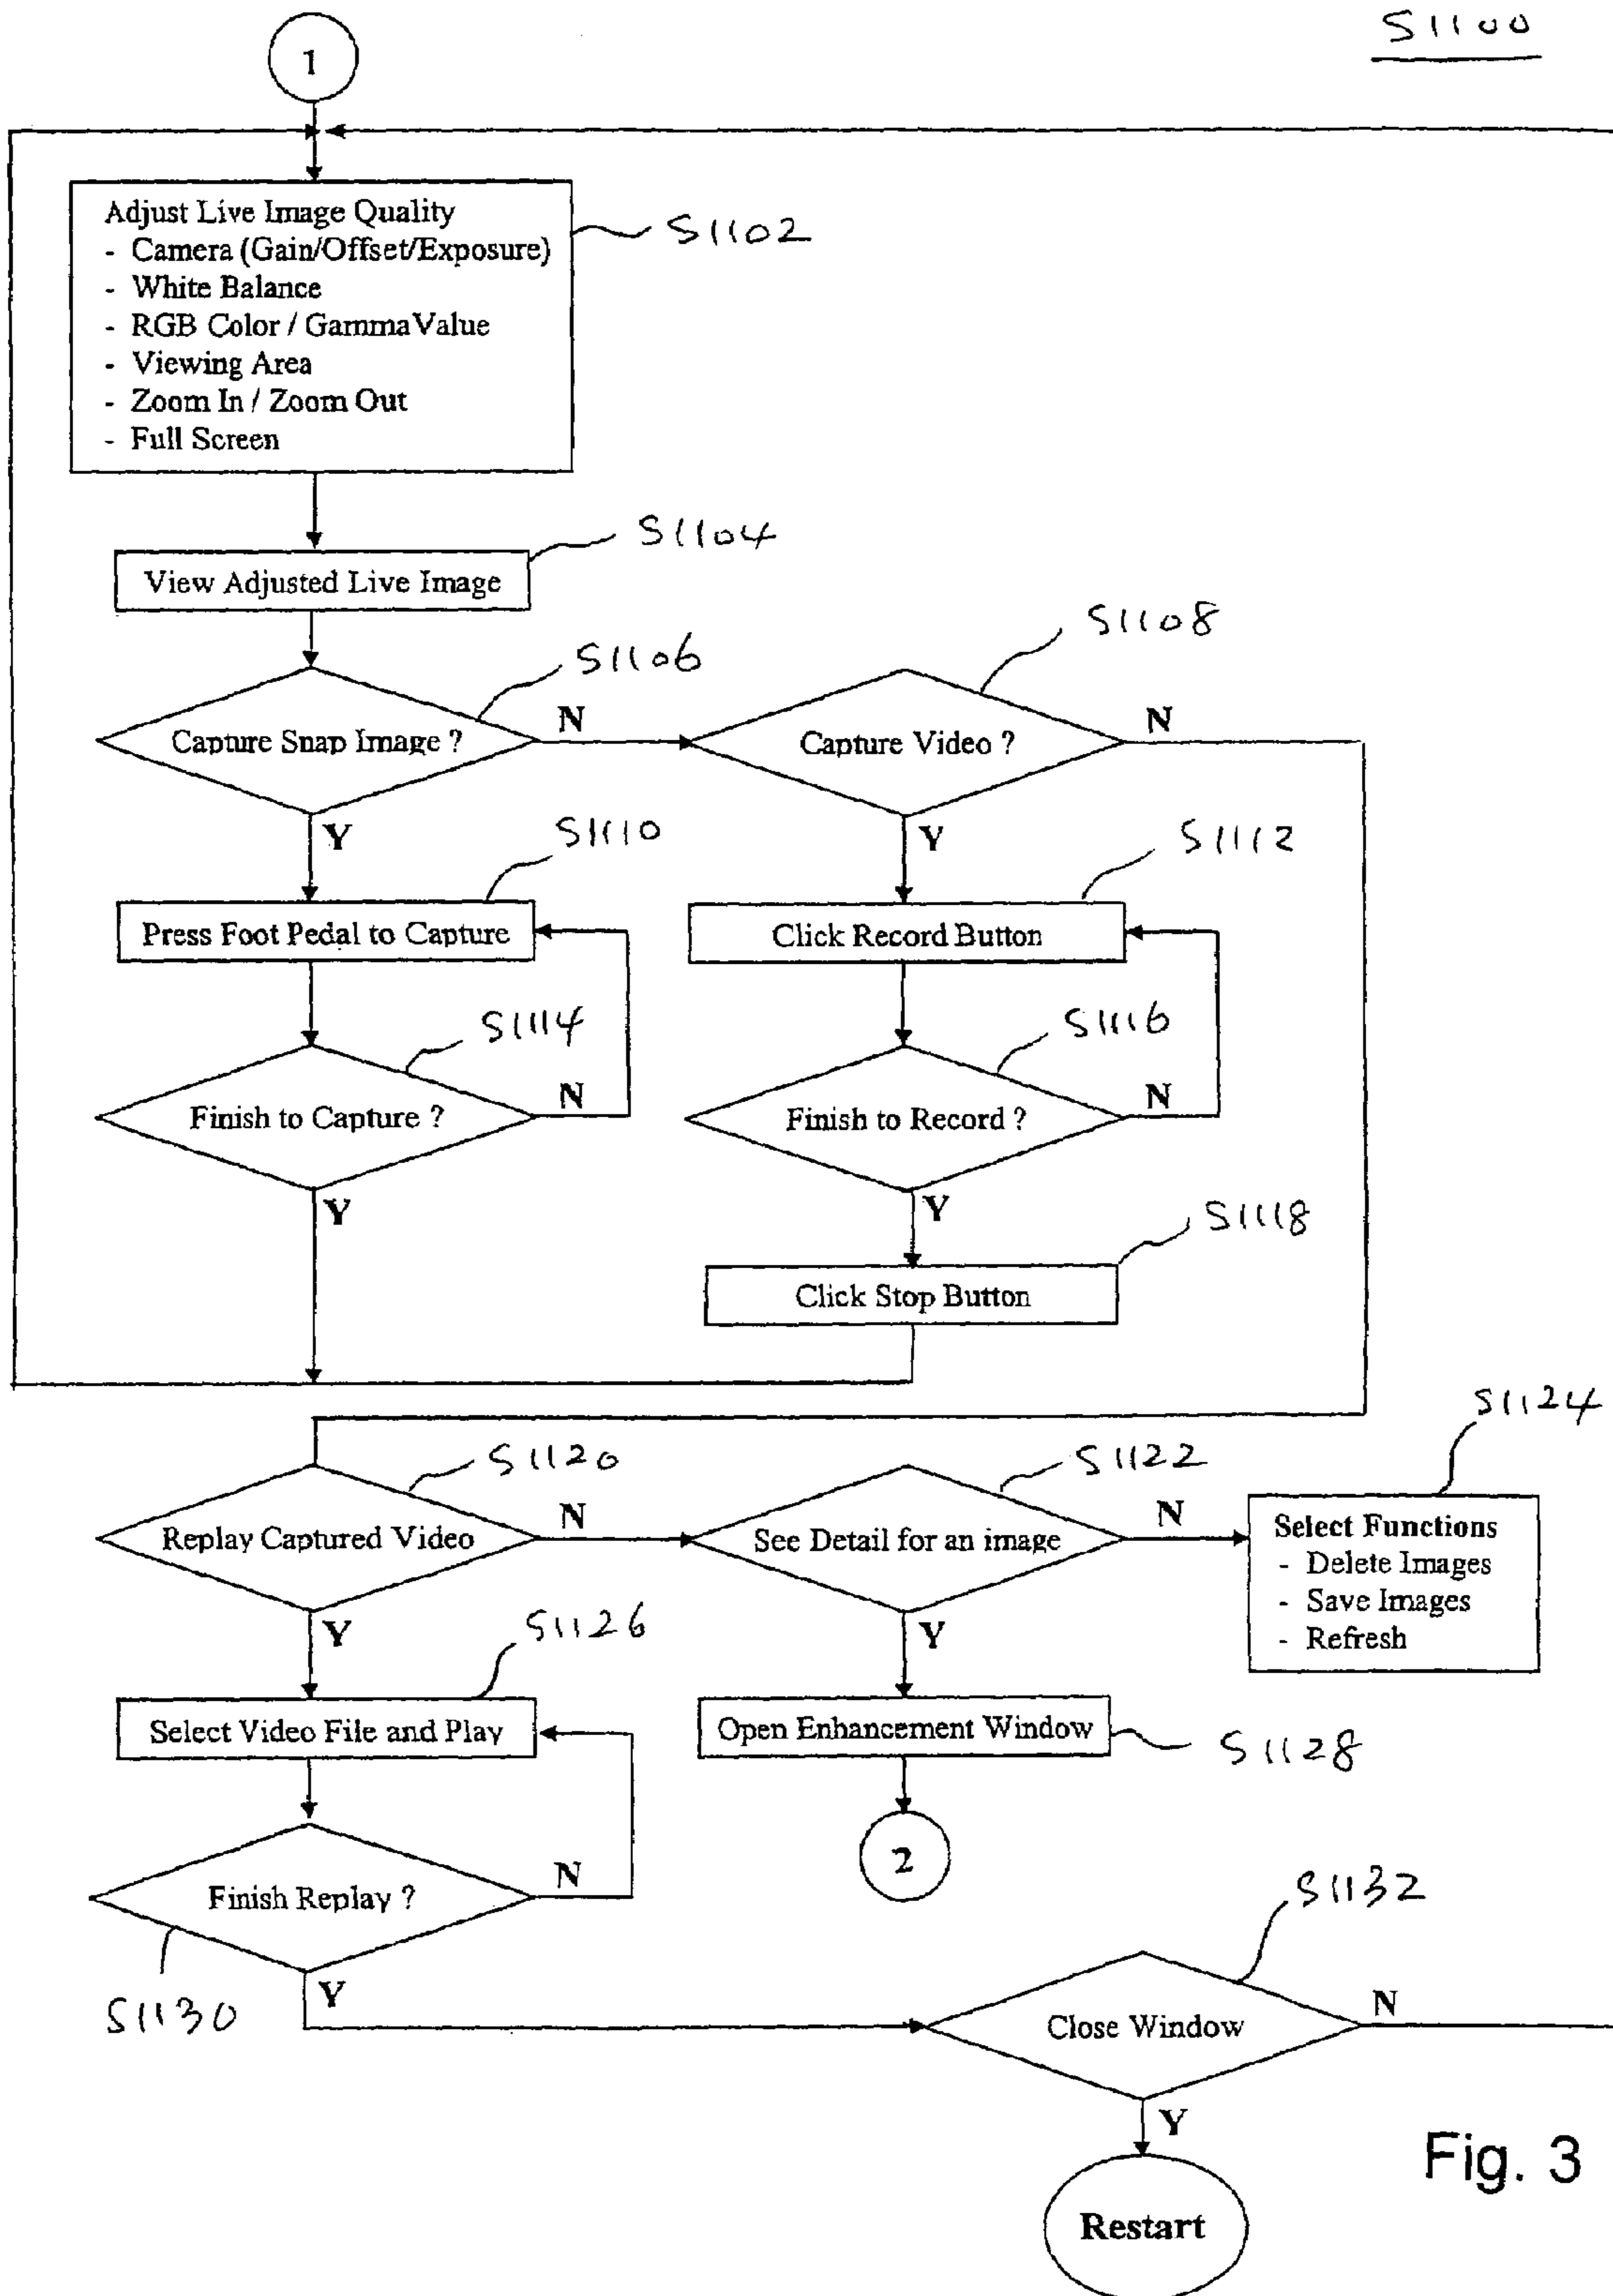 S1100
1
Adjust Live Image Quality
- Camera (Gain/Offset/Exposure)
- White Balance
- RGB Color / Gamma Value
- Viewing Area
- Zoom In / Zoom Out
- Full Screen
S1102
S1104
View Adjusted Live Image
S1106
S1108
Capture Snap Image ?
N
Capture Video ?
N
Y
Y
S1110
S1112
Press Foot Pedal to Capture
Click Record Button
S1114
S1116
Finish to Capture ?
N
Finish to Record ?
N
Y
Y
S1118
Click Stop Button
S1120
S1122
S1124
Replay Captured Video
N
See Detail for an image
N
Select Functions
- Delete Images
- Save Images
- Refresh
Y
Y
S1126
Select Video File and Play
Open Enhancement Window
S1128
2
Finish Replay ?
N
S1130
Y
S1132
Close Window
N
Y
Restart
Fig. 3